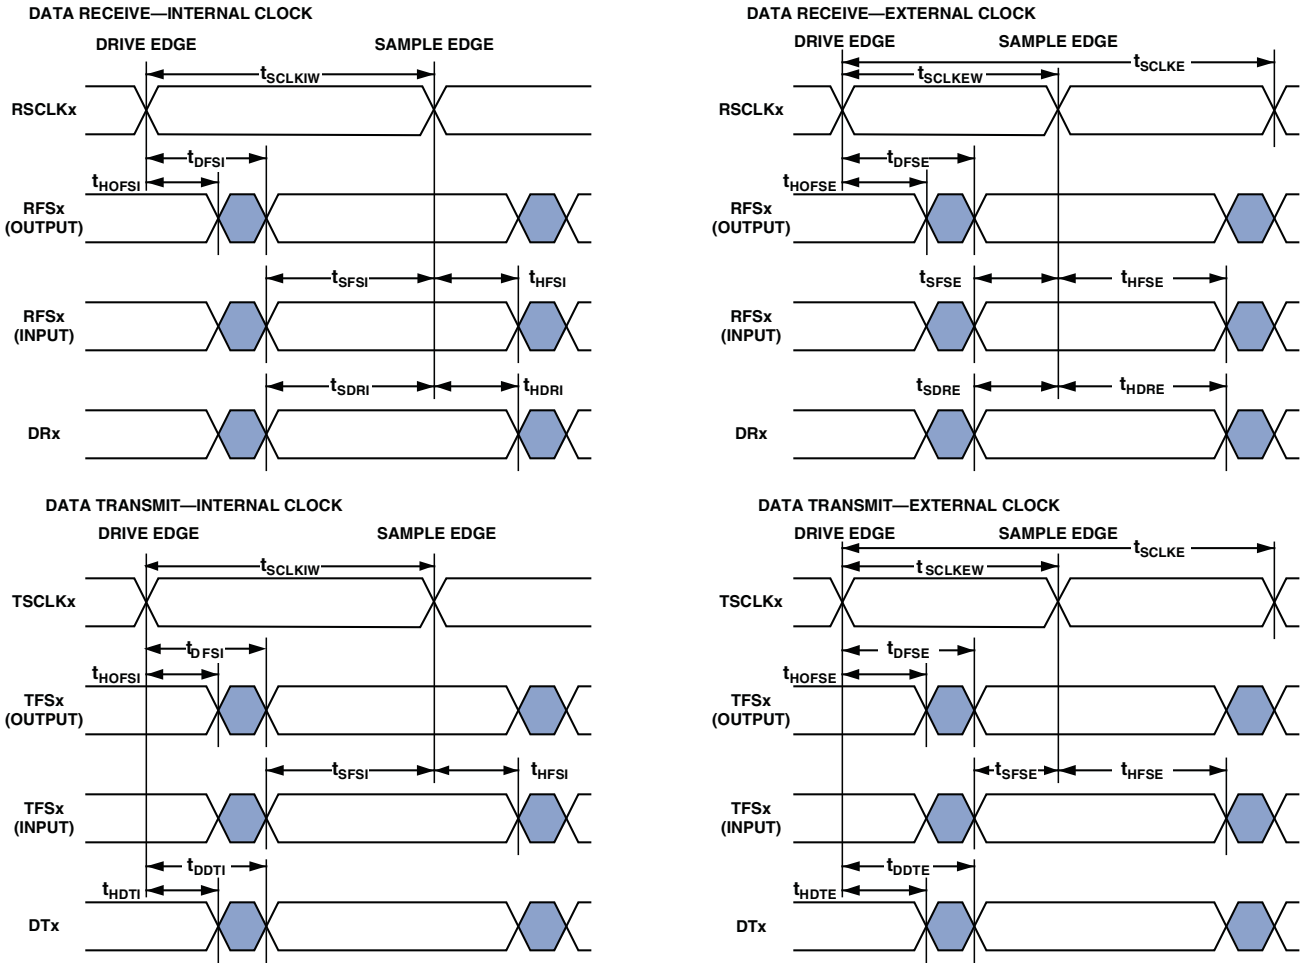 DATA RECEIVE—INTERNAL CLOCK
DRIVE EDGE
SAMPLE EDGE
tSCLKIW
RSCLKx
tDFSI
tHOFSI
RFSx
(OUTPUT)
tSFSI
tHFSI
RFSx
(INPUT)
tSDRI
tHDRI
DRx
DATA RECEIVE—EXTERNAL CLOCK
DRIVE EDGE
SAMPLE EDGE
tSCLKE
tSCLKEW
RSCLKx
tDFSE
tHOFSE
RFSx
(OUTPUT)
tSFSE
tHFSE
RFSx
(INPUT)
tSDRE
tHDRE
DRx
DATA TRANSMIT—INTERNAL CLOCK
DRIVE EDGE
SAMPLE EDGE
tSCLKIW
TSCLKx
tDFSI
tHOFSI
TFSx
(OUTPUT)
tSFSI
tHFSI
TFSx
(INPUT)
tDDTI
tHDTI
DTx
DATA TRANSMIT—EXTERNAL CLOCK
DRIVE EDGE
SAMPLE EDGE
tSCLKE
tSCLKEW
TSCLKx
tDFSE
tHOFSE
TFSx
(OUTPUT)
tSFSE
tHFSE
TFSx
(INPUT)
tDDTE
tHDTE
DTx